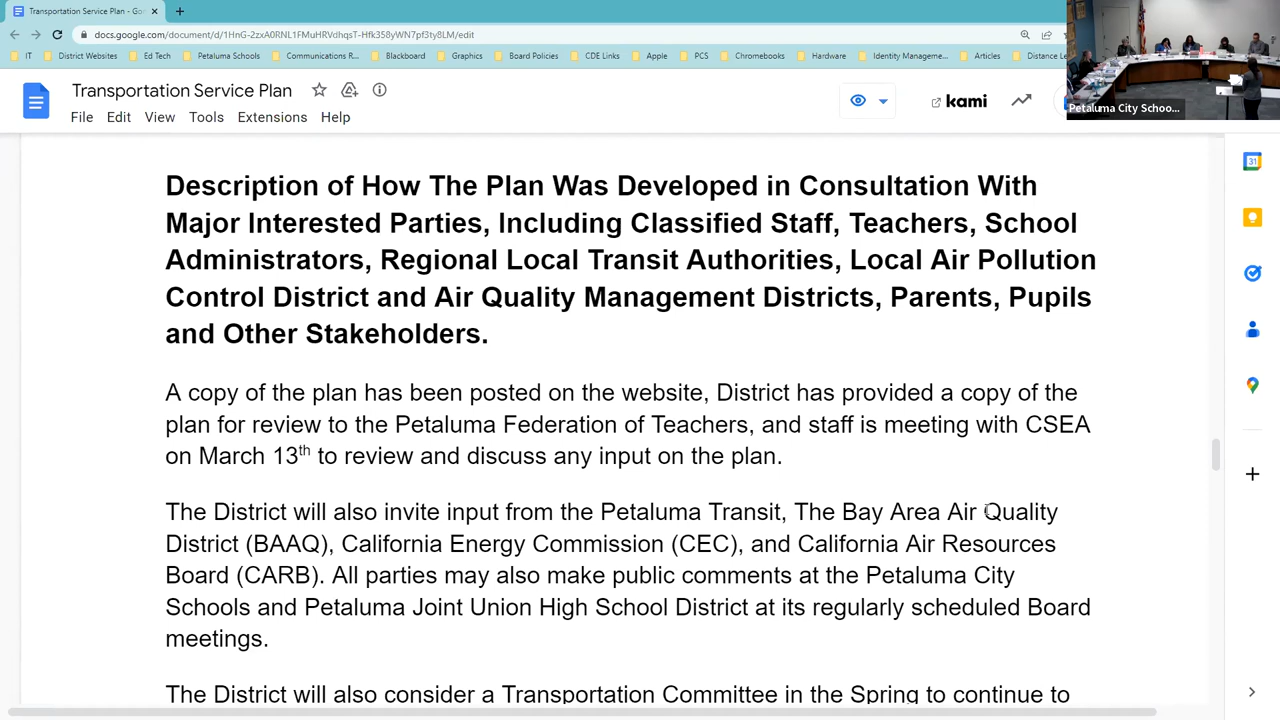 Transportation Service Plan - Go
docs.google.com/document/d/1HnG-2zxA0RNL1FMuHRVdhqsT-Hfk358yWN7pf3ty8LM/edit
IT District Websites Ed Tech Petaluma Schools Communications R... Blackboard Graphics Board Policies CDE Links Apple PCS Chromebooks Hardware Identity Manageme... Articles Distance Le
Transportation Service Plan
kami
File Edit View Tools Extensions Help
Petaluma City Schoo...
31
Description of How The Plan Was Developed in Consultation With
Major Interested Parties, Including Classified Staff, Teachers, School
Administrators, Regional Local Transit Authorities, Local Air Pollution
Control District and Air Quality Management Districts, Parents, Pupils
and Other Stakeholders.
A copy of the plan has been posted on the website, District has provided a copy of the
plan for review to the Petaluma Federation of Teachers, and staff is meeting with CSEA
on March 13th to review and discuss any input on the plan.
The District will also invite input from the Petaluma Transit, The Bay Area Air Quality
District (BAAQ), California Energy Commission (CEC), and California Air Resources
Board (CARB). All parties may also make public comments at the Petaluma City
Schools and Petaluma Joint Union High School District at its regularly scheduled Board
meetings.
The District will also consider a Transportation Committee in the Spring to continue to